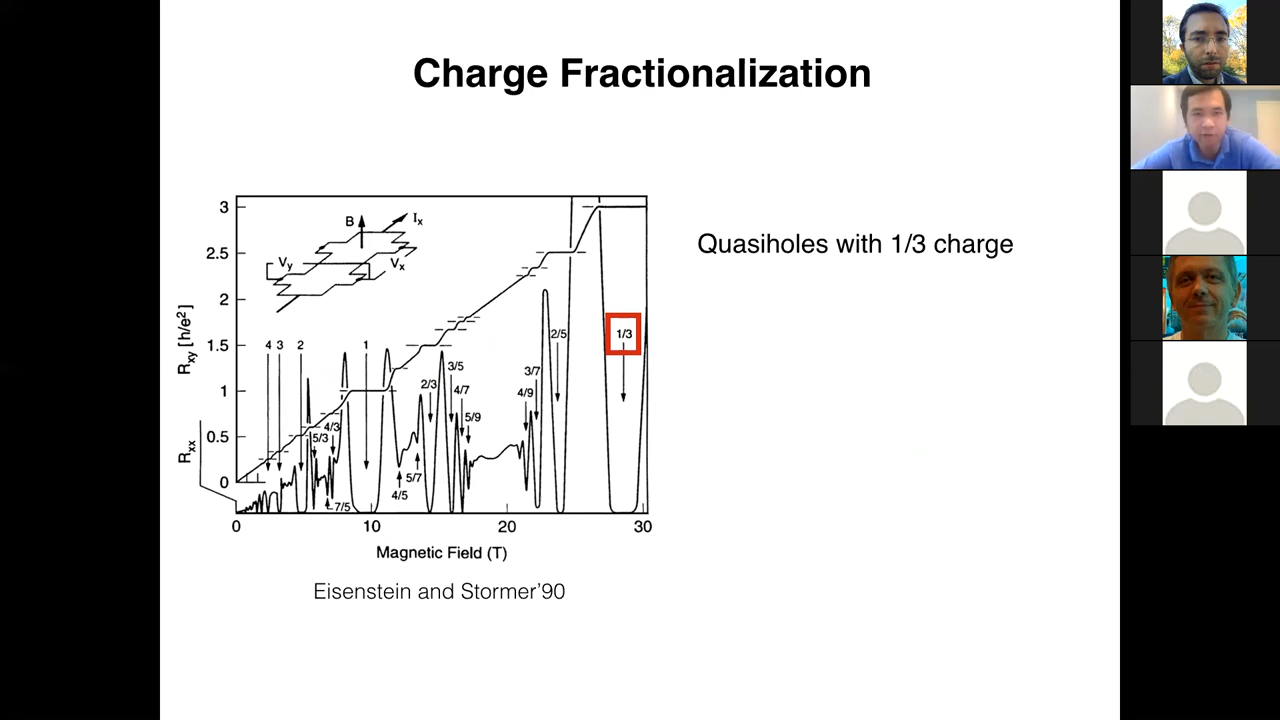 Charge Fractionalization
Quasiholes with 1/3 charge
3
2.5
2
1.5
1
0.5
0
Rxy [h/e²]
Rxx
B
Ix
Vy
Vx
4 3 2 1
2/3
3/5
4/7
5/9
4/9
3/7
2/5
1/3
5/3
4/3
7/5
4/5
5/7
0 10 20 30
Magnetic Field (T)
Eisenstein and Stormer'90